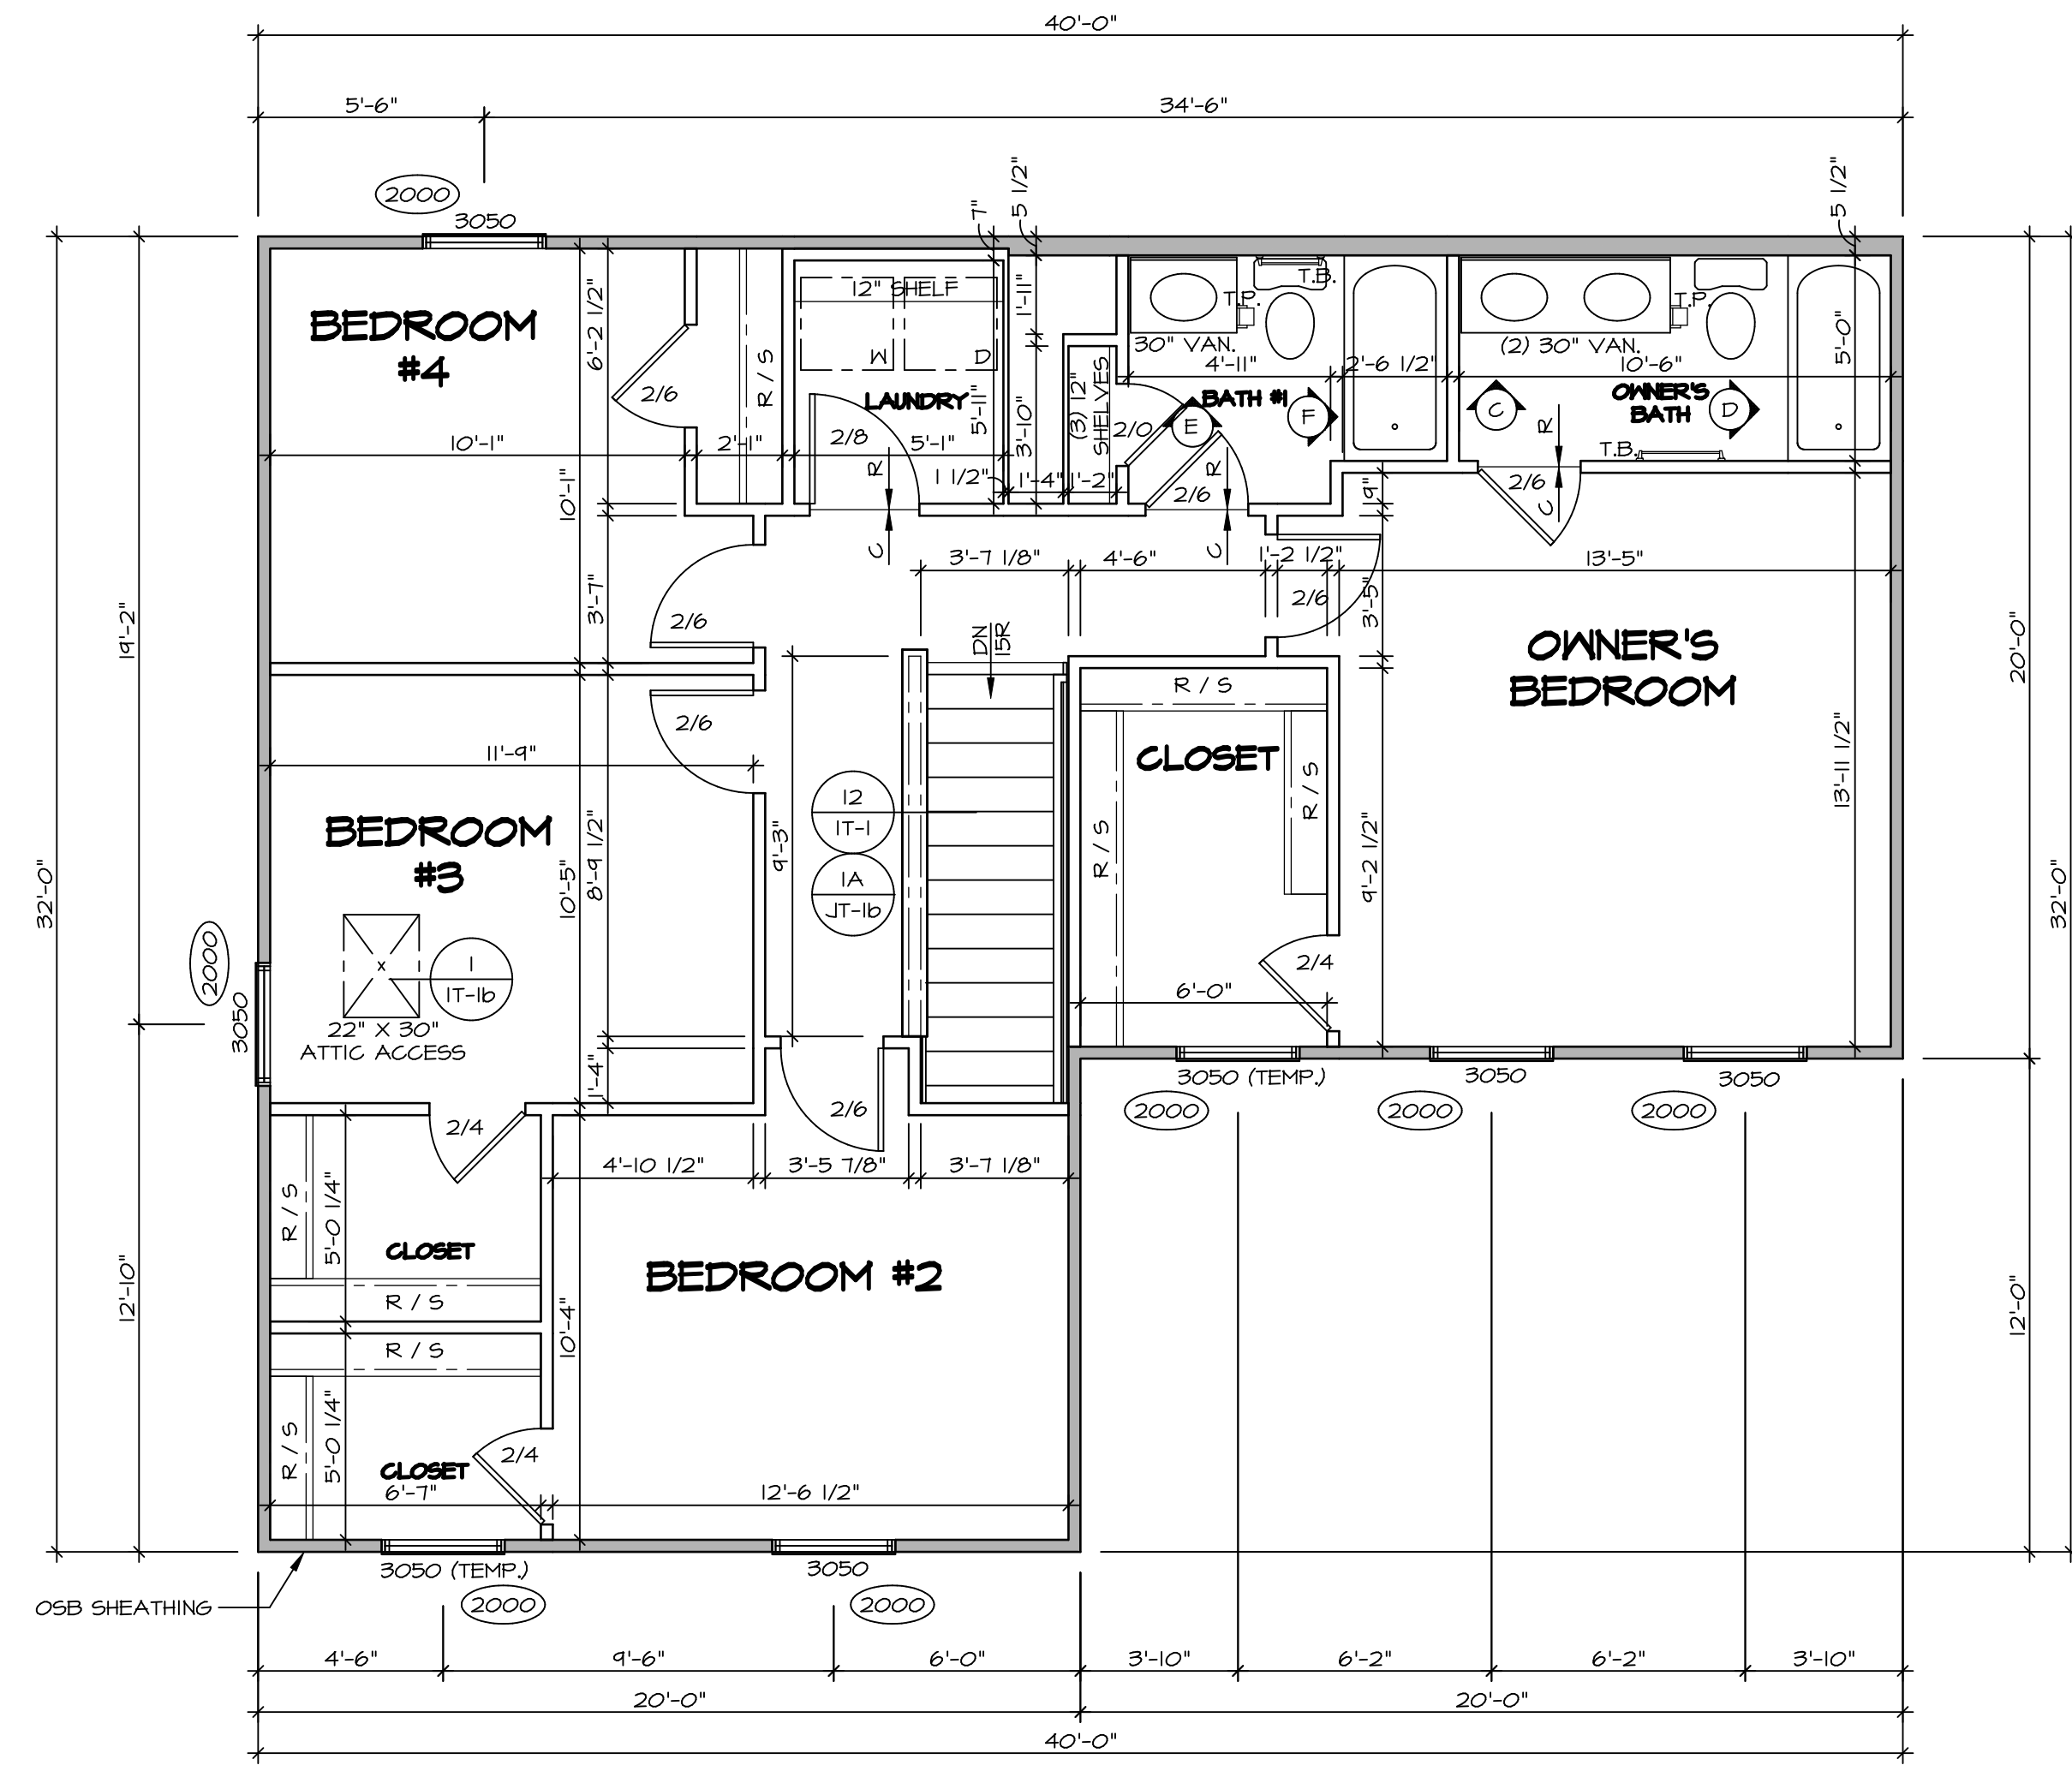 40'-0"
5'-6"
34'-6"
2000
3050
7"
5 1/2"
5 1/2"
BEDROOM
#4
6'-2 1/2"
2/6
R / S
12" SHELF
W
D
LAUNDRY
5'-11"
2/8
5'-1"
R
C
1 1/2"
1'-11"
3'-10"
(3) 12"
SHELVES
1'-4"
1'-2"
2/0
30" VAN.
T.P.
T.B.
4'-11"
2'-6 1/2"
BATH #1
E
F
2/6
R
C
(2) 30" VAN.
T.P.
10'-6"
5'-0"
C
OWNER'S
BATH
D
T.B.
R
2/6
C
10'-1"
2'-1"
10'-1"
3'-7"
2/6
19"
3'-7 1/8"
4'-6"
1'-2 1/2"
13'-5"
2/6
3'-5"
DN
15R
19'-2"
20'-0"
OWNER'S
BEDROOM
R / S
CLOSET
R / S
R / S
2/6
11'-9"
BEDROOM
#3
10'-5"
8'-9 1/2"
9'-3"
12
1T-1
1A
JT-1b
9'-2 1/2"
13'-11 1/2"
32'-0"
32'-0"
2000
3050
1
1T-1b
22" X 30"
ATTIC ACCESS
1'-4"
2/4
6'-0"
3050 (TEMP.)
3050
3050
2000
2000
2000
2/4
2/6
4'-10 1/2"
3'-5 7/8"
3'-7 1/8"
R / S
5'-0 1/4"
CLOSET
R / S
BEDROOM #2
12'-10"
12'-0"
10'-4"
R / S
R / S
5'-0 1/4"
CLOSET
2/4
6'-7"
12'-6 1/2"
3050 (TEMP.)
3050
2000
2000
OSB SHEATHING
4'-6"
9'-6"
6'-0"
3'-10"
6'-2"
6'-2"
3'-10"
20'-0"
20'-0"
40'-0"